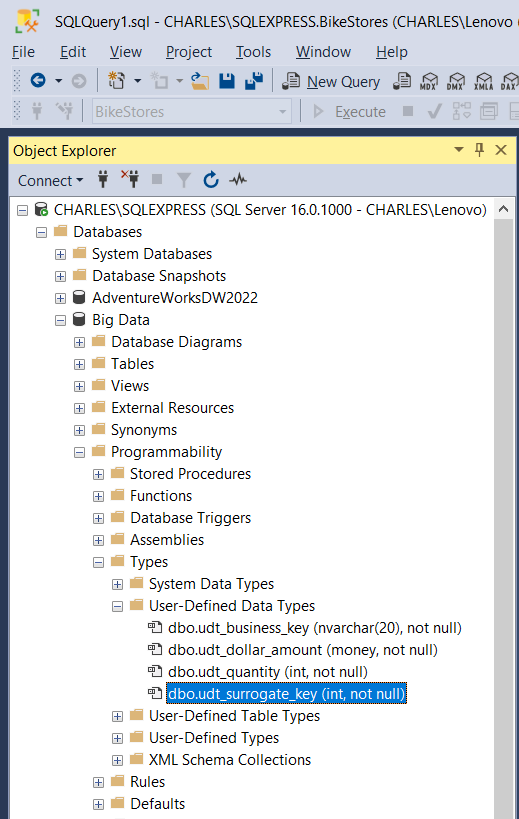 SQLQuery1.sql - CHARLES\SQLEXPRESS.BikeStores (CHARLES\Lenovo (
File Edit View Project Tools Window Help
New Query MDX DMX XMLA DAX
BikeStores Execute
Object Explorer
Connect
CHARLES\SQLEXPRESS (SQL Server 16.0.1000 - CHARLES\Lenovo)
Databases
System Databases
Database Snapshots
AdventureWorksDW2022
Big Data
Database Diagrams
Tables
Views
External Resources
Synonyms
Programmability
Stored Procedures
Functions
Database Triggers
Assemblies
Types
System Data Types
User-Defined Data Types
dbo.udt_business_key (nvarchar(20), not null)
dbo.udt_dollar_amount (money, not null)
dbo.udt_quantity (int, not null)
dbo.udt_surrogate_key (int, not null)
User-Defined Table Types
User-Defined Types
XML Schema Collections
Rules
Defaults